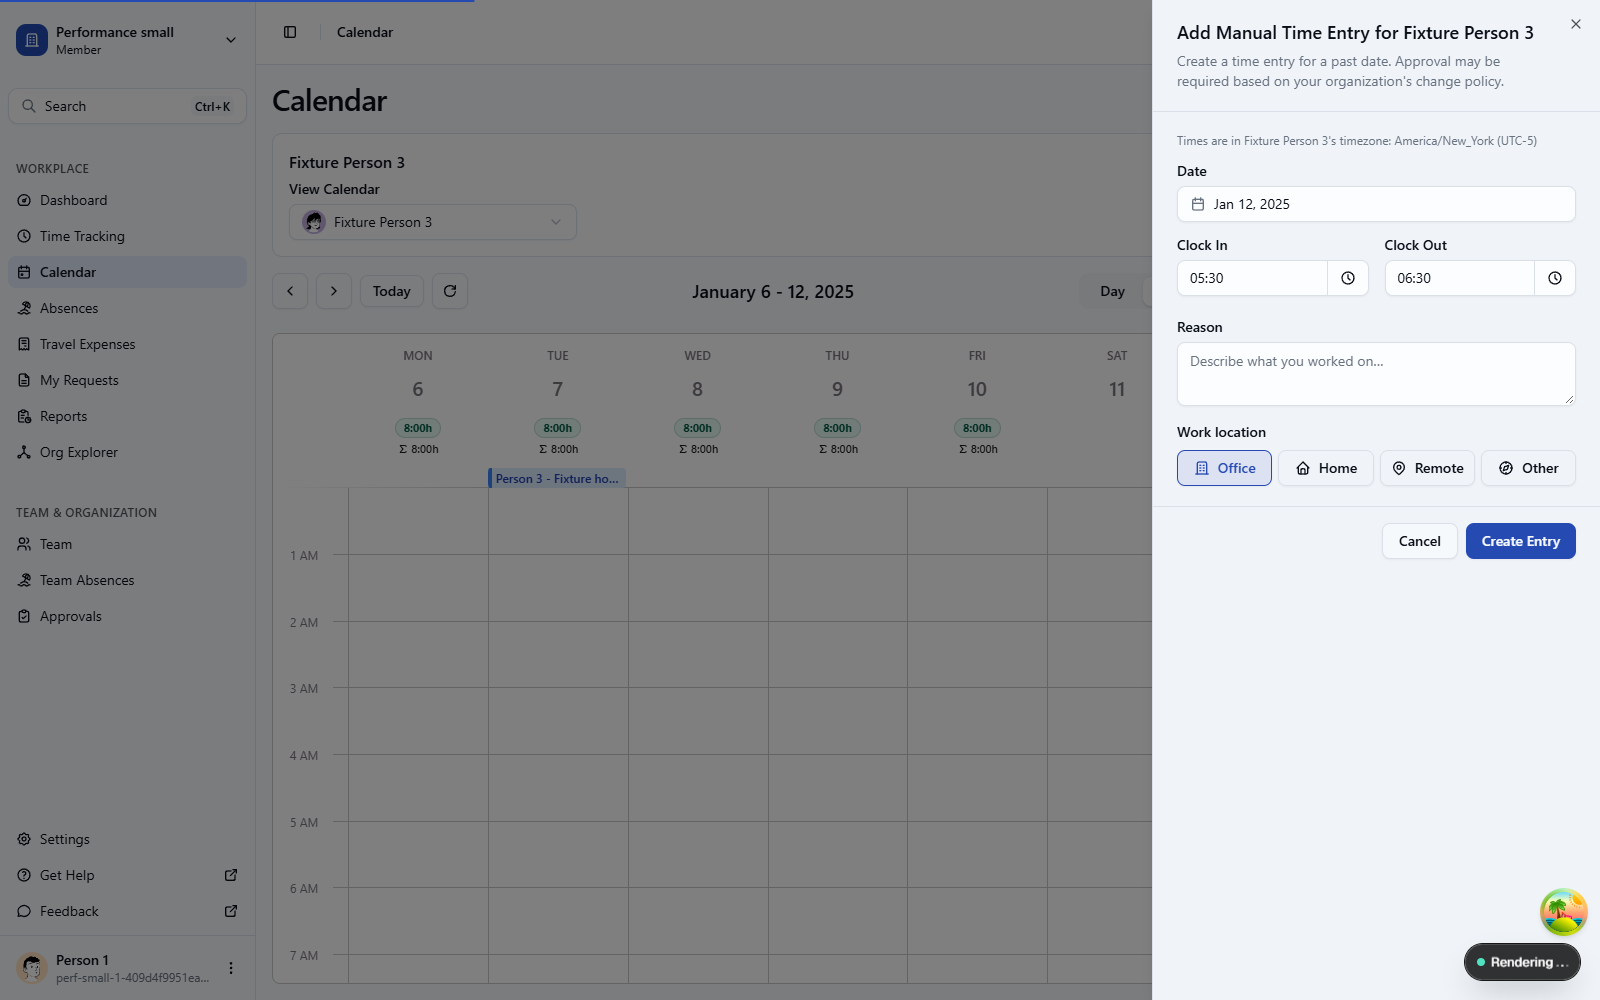 Performance small
Member
Search
Ctrl+K
WORKPLACE
Dashboard
Time Tracking
Calendar
Absences
Travel Expenses
My Requests
Reports
Org Explorer
TEAM & ORGANIZATION
Team
Team Absences
Approvals
Settings
Get Help
Feedback
Person 1
perf-small-1-409d4f9951ea...
Calendar
Calendar
Fixture Person 3
View Calendar
Fixture Person 3
Today
January 6 - 12, 2025
Day
MON TUE WED THU FRI SAT
6 7 8 9 10 11
8:00h 8:00h 8:00h 8:00h 8:00h
Σ 8:00h Σ 8:00h Σ 8:00h Σ 8:00h Σ 8:00h
Person 3 - Fixture ho...
1 AM
2 AM
3 AM
4 AM
5 AM
6 AM
7 AM
Add Manual Time Entry for Fixture Person 3
Create a time entry for a past date. Approval may be
required based on your organization's change policy.
Times are in Fixture Person 3's timezone: America/New_York (UTC-5)
Date
Jan 12, 2025
Clock In Clock Out
05:30 06:30
Reason
Describe what you worked on...
Work location
Office Home Remote Other
Cancel Create Entry
Rendering ...